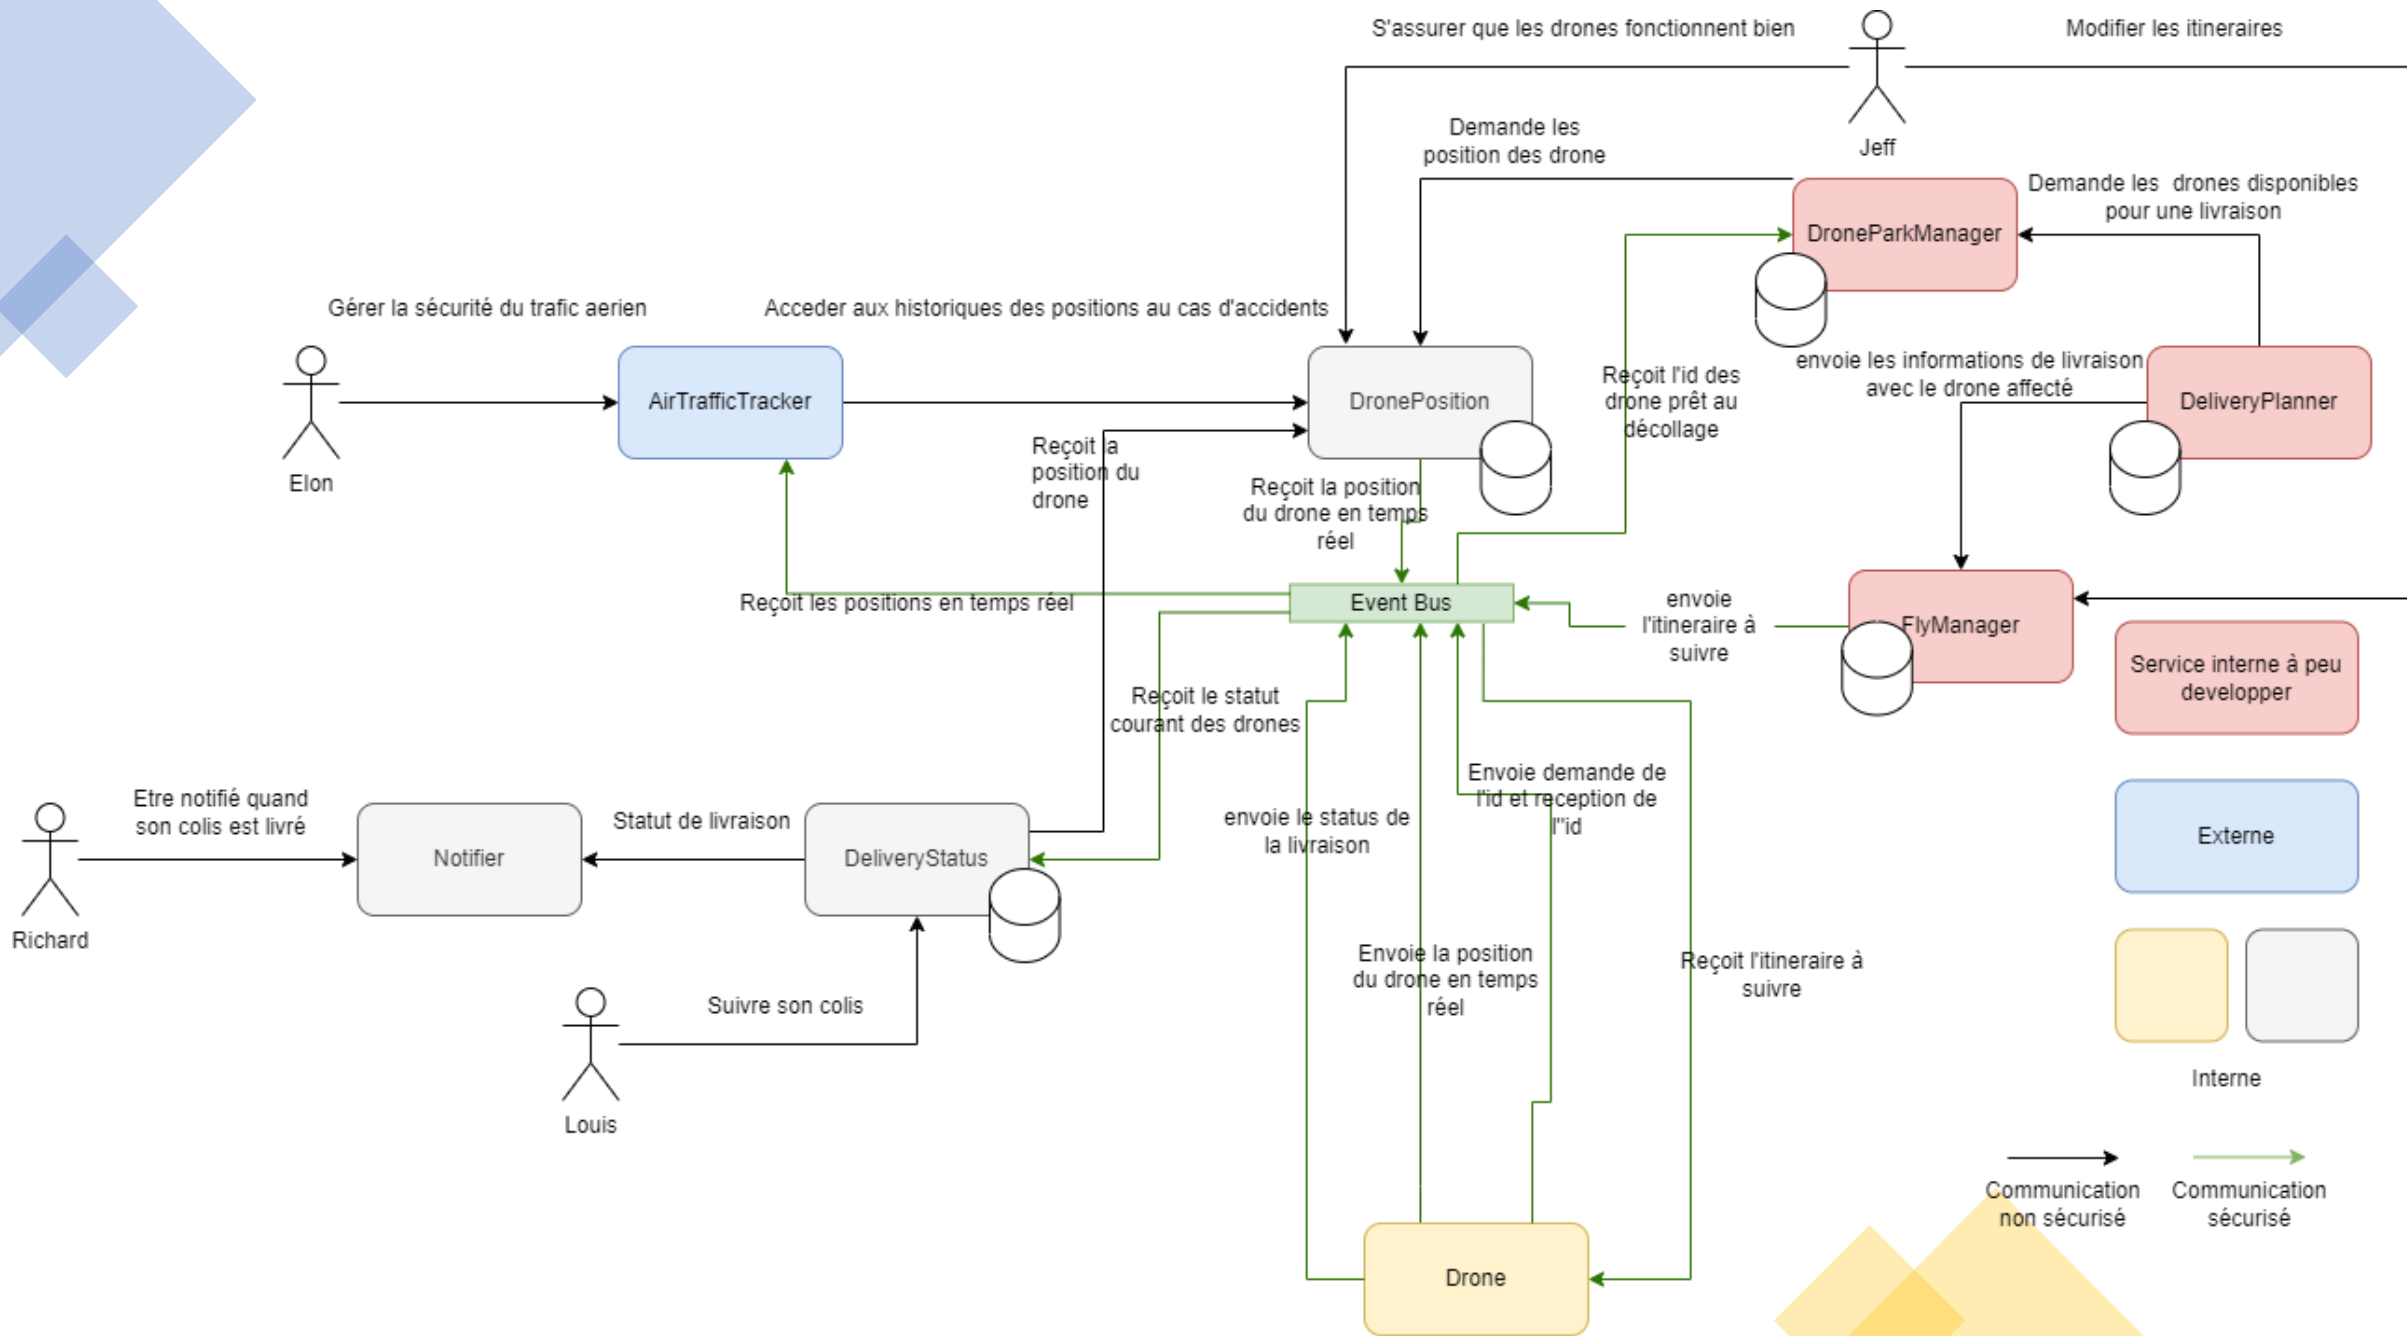 S'assurer que les drones fonctionnent bien
Modifier les itineraires
Jeff
Demande les
position des drone
DroneParkManager
Demande les drones disponibles
pour une livraison
Gérer la sécurité du trafic aerien
Acceder aux historiques des positions au cas d'accidents
Elon
AirTrafficTracker
DronePosition
Reçoit l'id des
drone prêt au
décollage
envoie les informations de livraison
avec le drone affecté
DeliveryPlanner
Reçoit la
position du
drone
Reçoit la position
du drone en temps
réel
Reçoit les positions en temps réel
Event Bus
envoie
l'itineraire à
suivre
FlyManager
Service interne à peu
developper
Reçoit le statut
courant des drones
Etre notifié quand
son colis est livré
Richard
Notifier
Statut de livraison
DeliveryStatus
envoie le status de
la livraison
Envoie demande de
l'id et reception de
l''id
Externe
Louis
Suivre son colis
Envoie la position
du drone en temps
réel
Reçoit l'itineraire à
suivre
Interne
Communication
non sécurisé
Communication
sécurisé
Drone